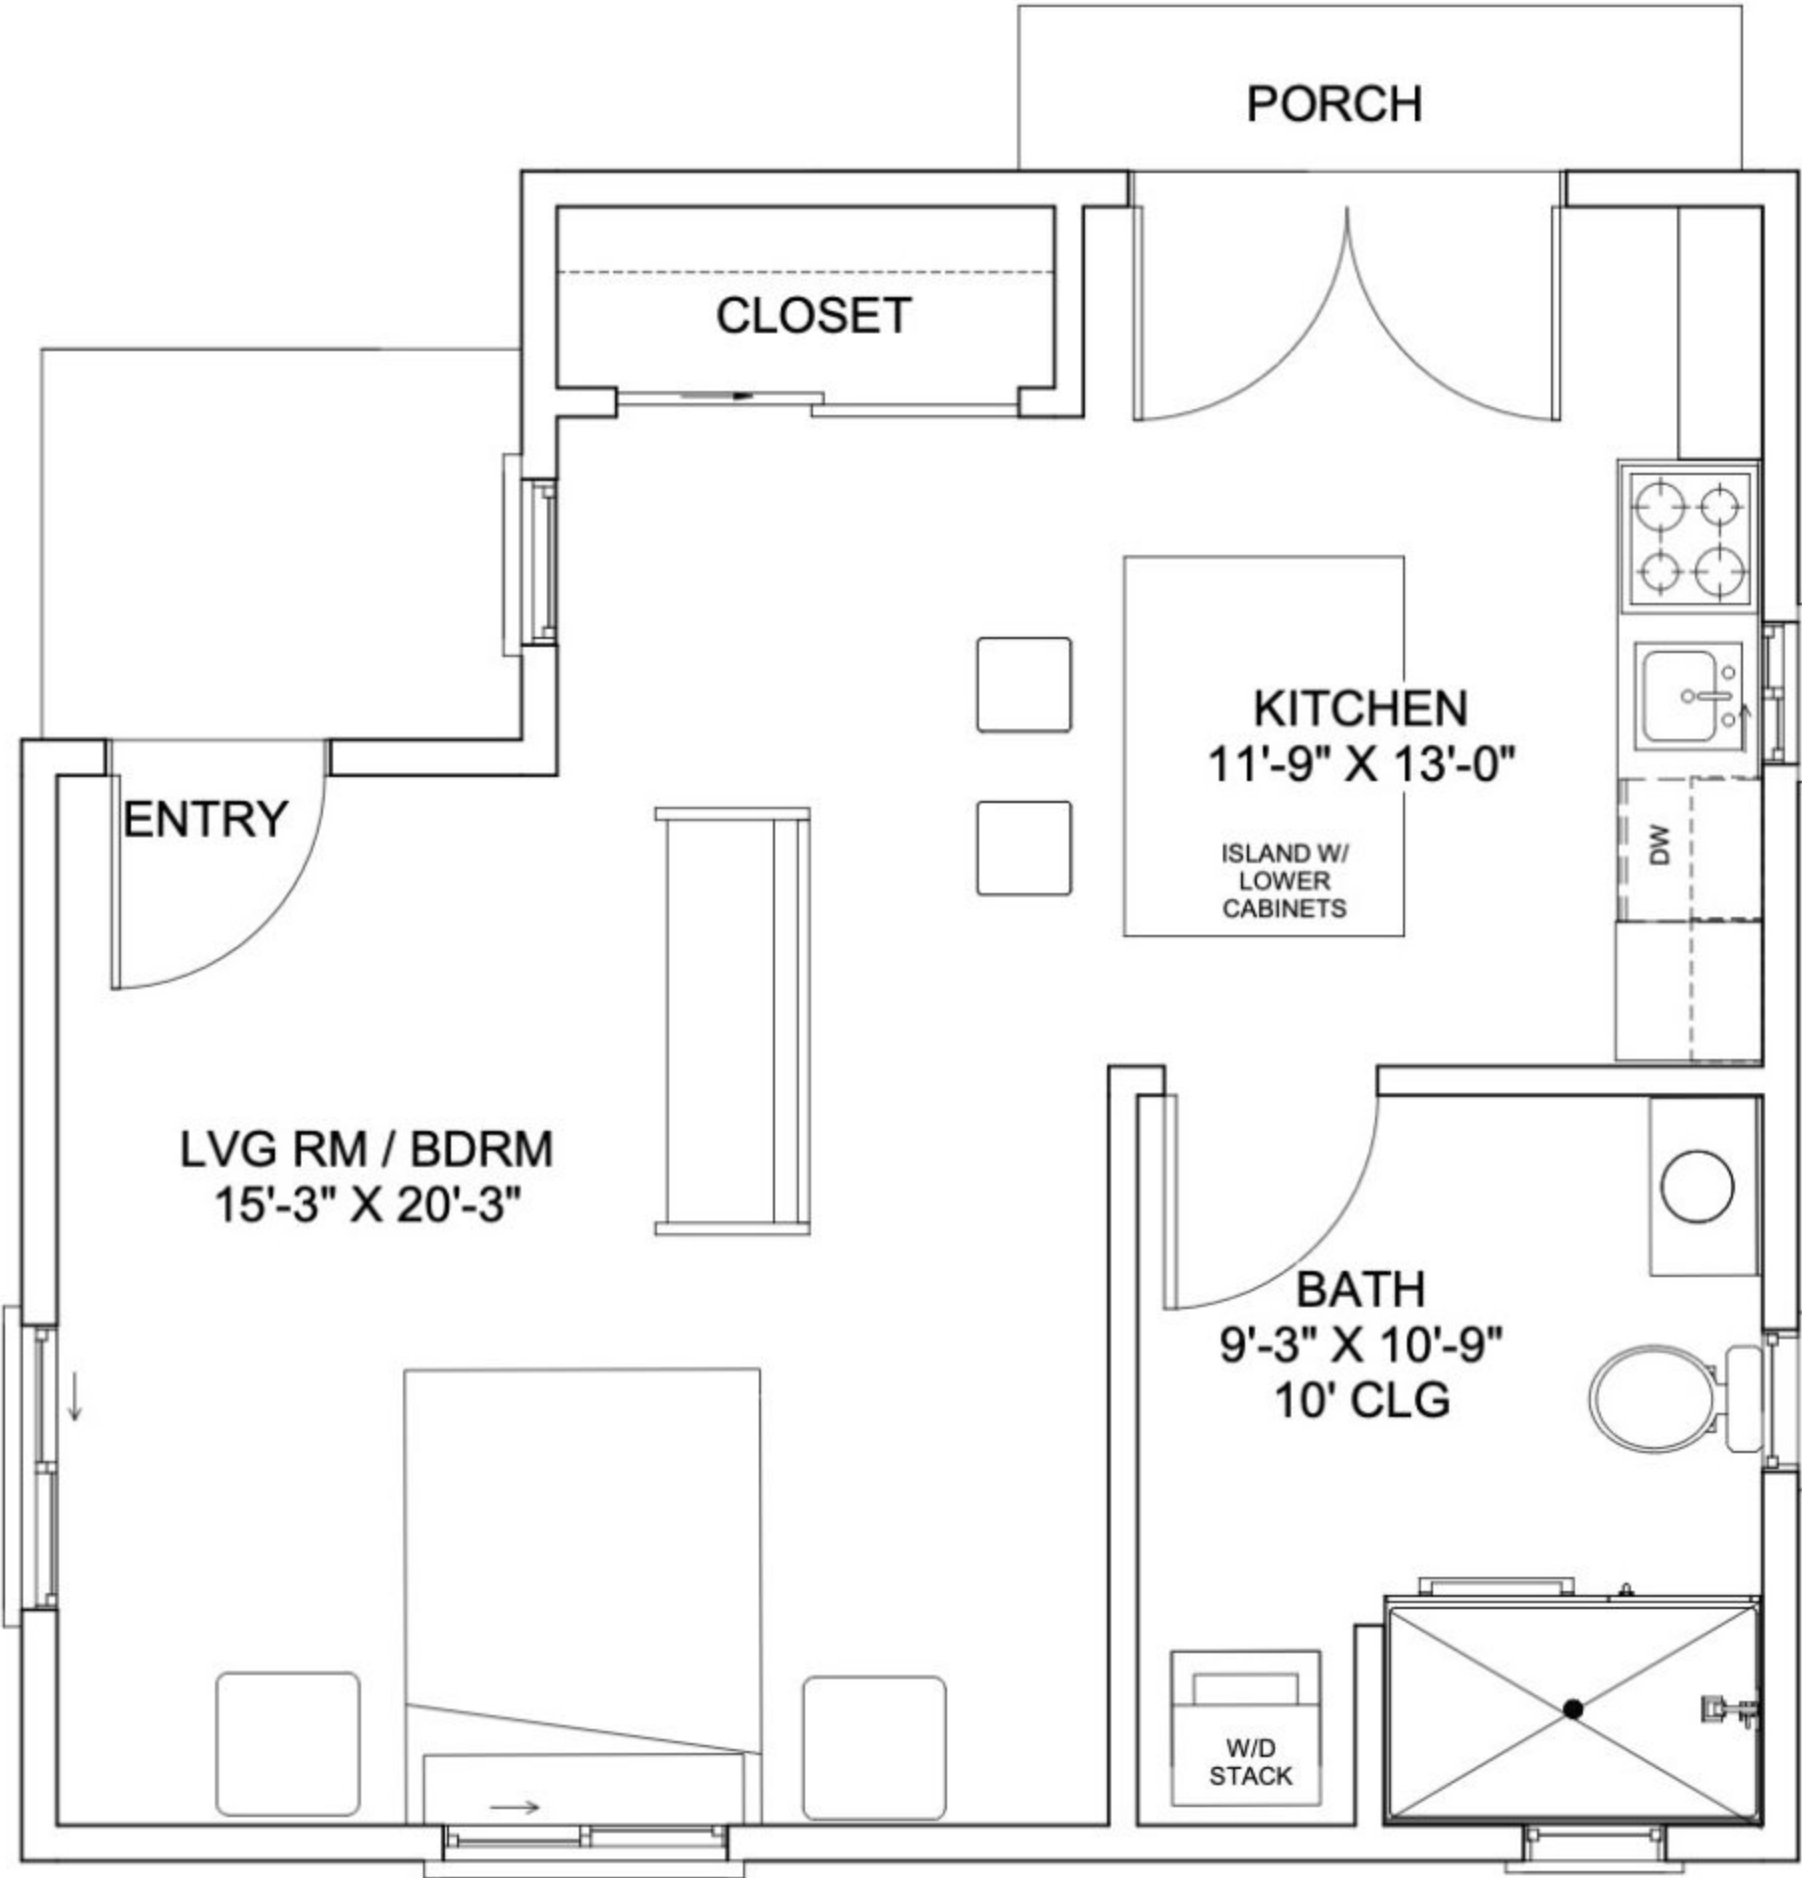 PORCH
CLOSET
KITCHEN
11'-9" X 13'-0"
ENTRY
ISLAND W/
LOWER
CABINETS
DW
LVG RM / BDRM
15'-3" X 20'-3"
BATH
9'-3" X 10'-9"
10' CLG
W/D
STACK